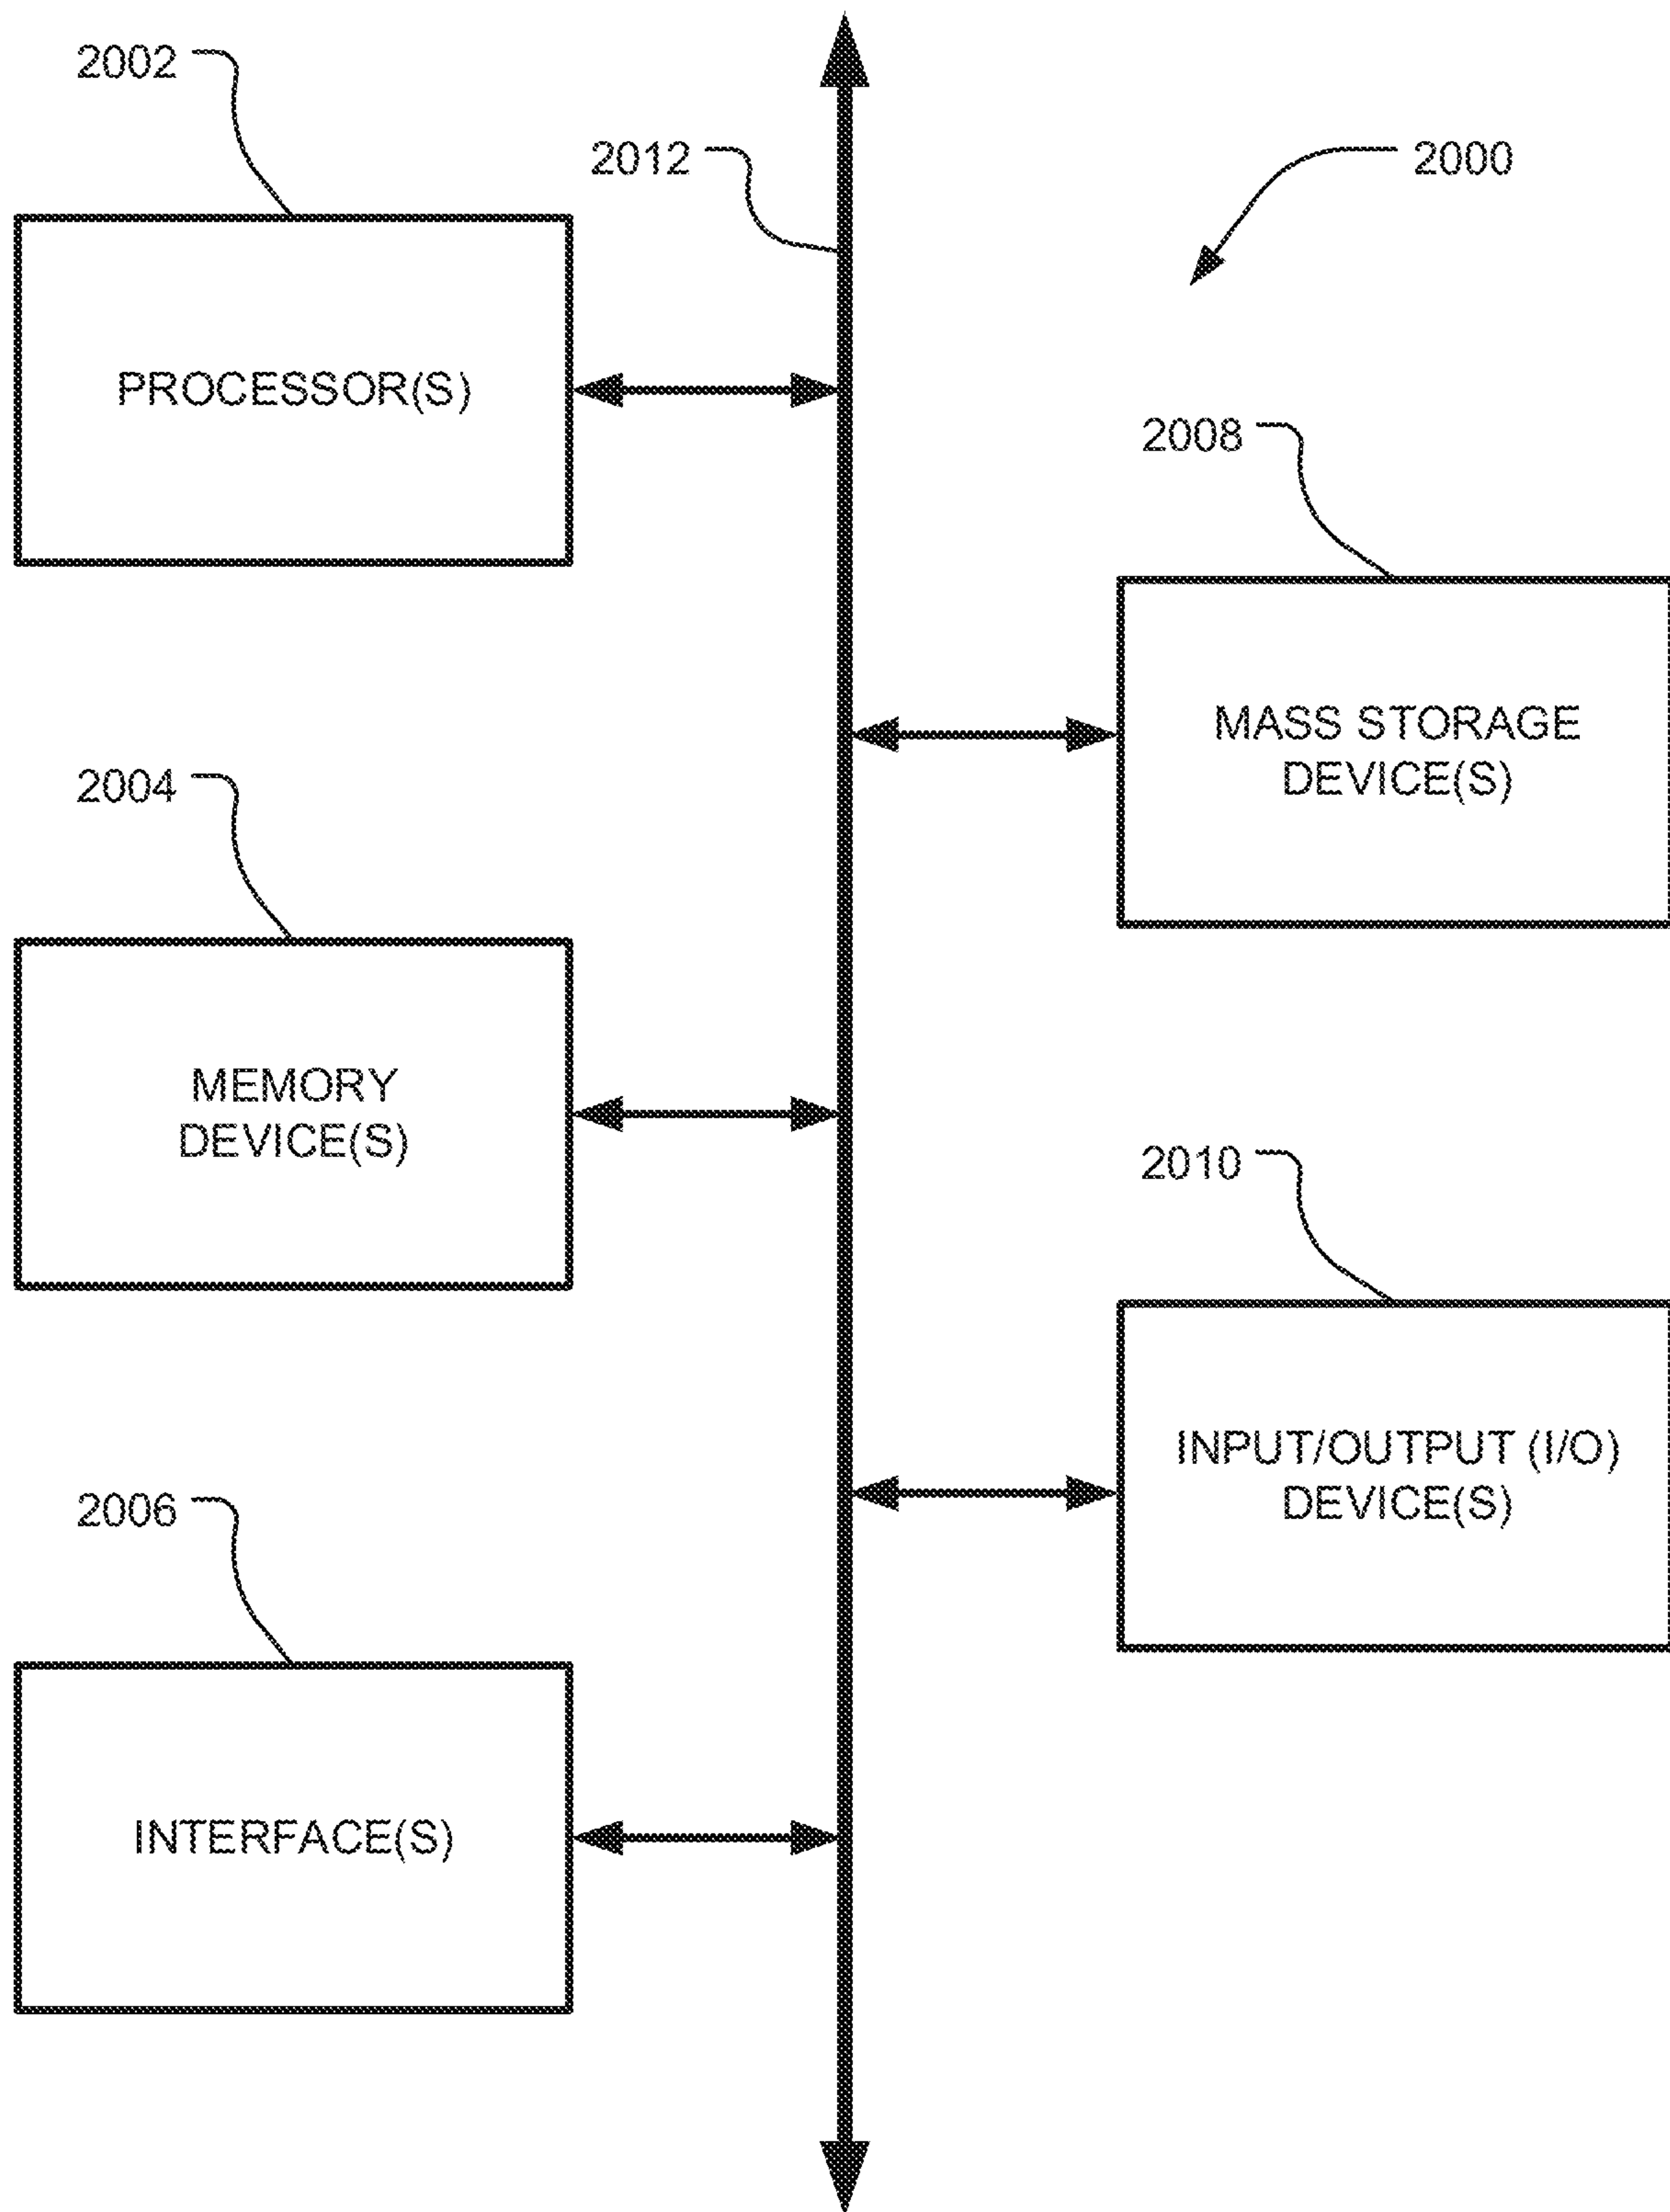 2002
2012
2000
PROCESSOR(S)
2008
MASS STORAGE
DEVICE(S)
2004
MEMORY
DEVICE(S)
2010
INPUT/OUTPUT (I/O)
DEVICE(S)
2006
INTERFACE(S)